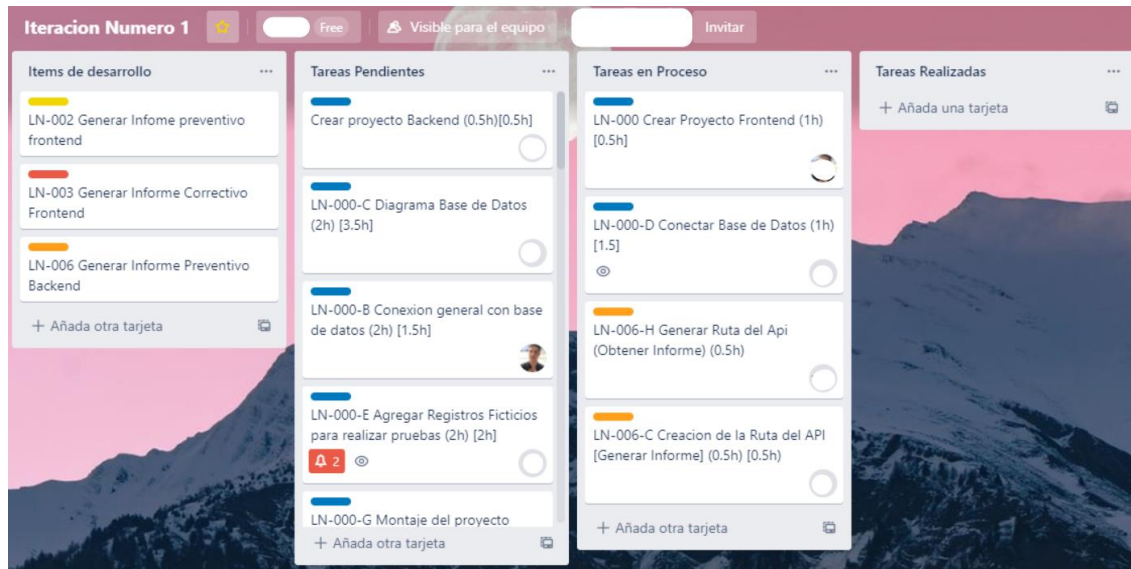 Iteracion Numero 1
Free
Visible para el equipo
Invitar
Items de desarrollo
LN-002 Generar Infome preventivo
frontend
LN-003 Generar Informe Correctivo
Frontend
LN-006 Generar Informe Preventivo
Backend
+ Añada otra tarjeta
Tareas Pendientes
Crear proyecto Backend (0.5h)[0.5h]
LN-000-C Diagrama Base de Datos
(2h) [3.5h]
LN-000-B Conexion general con base
de datos (2h) [1.5h]
LN-000-E Agregar Registros Ficticios
para realizar pruebas (2h) [2h]
2
LN-000-G Montaje del proyecto
+ Añada otra tarjeta
Tareas en Proceso
LN-000 Crear Proyecto Frontend (1h)
[0.5h]
LN-000-D Conectar Base de Datos (1h)
[1.5]
LN-006-H Generar Ruta del Api
(Obtener Informe) (0.5h)
LN-006-C Creacion de la Ruta del API
[Generar Informe] (0.5h) [0.5h]
+ Añada otra tarjeta
Tareas Realizadas
+ Añada una tarjeta